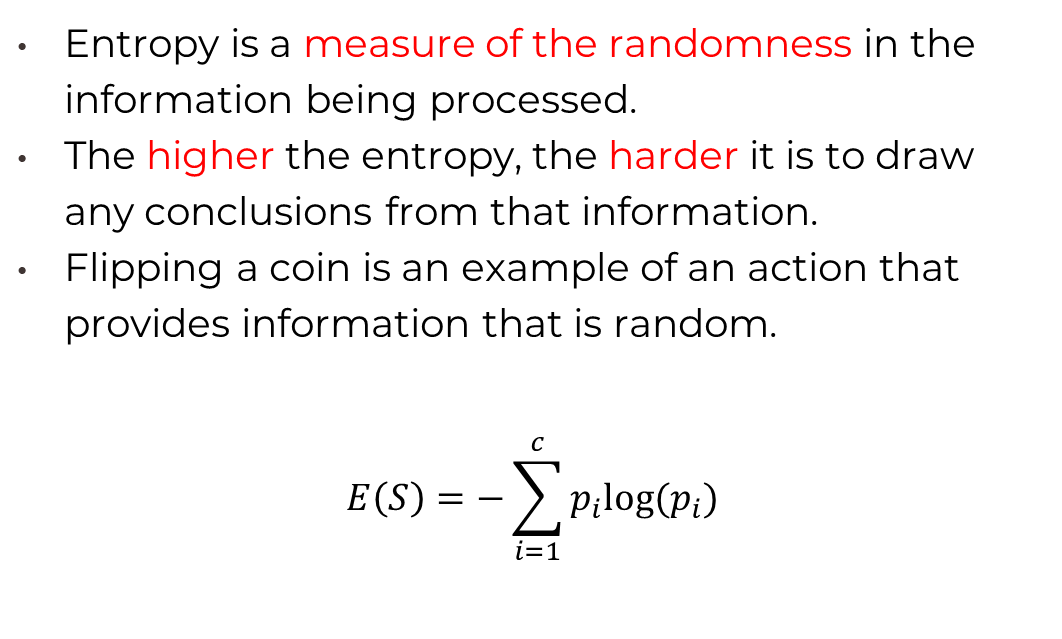 • Entropy is a measure of the randomness in the
information being processed.
• The higher the entropy, the harder it is to draw
any conclusions from that information.
• Flipping a coin is an example of an action that
provides information that is random.
c
E(S) = − ∑ pᵢlog(pᵢ)
i=1